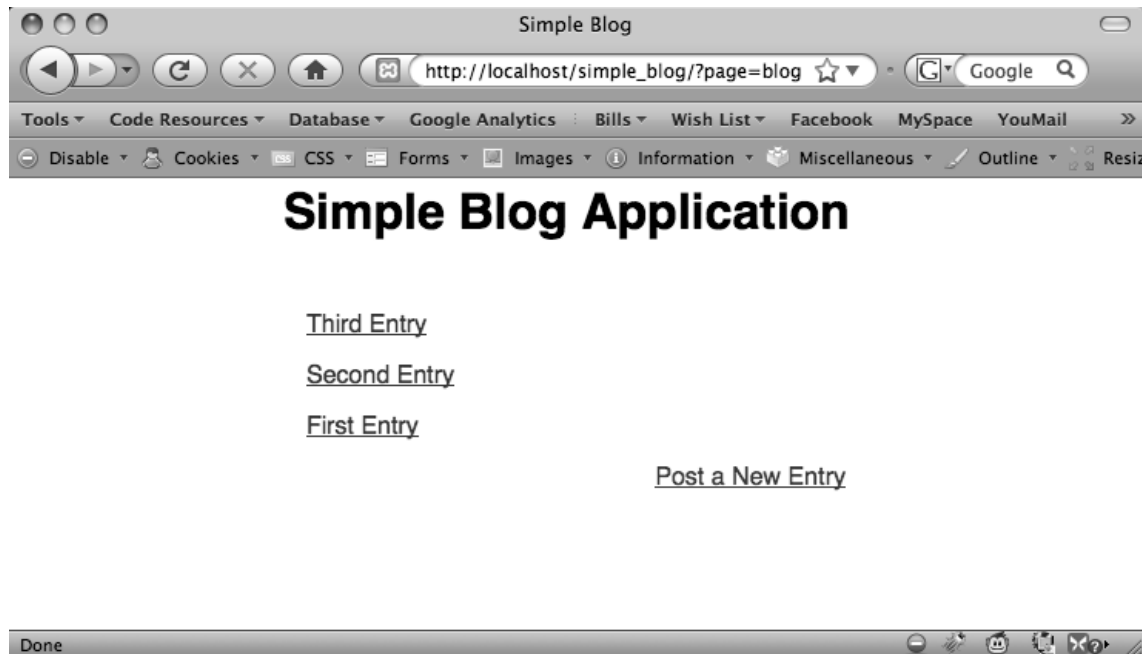 Simple Blog
http://localhost/simple_blog/?page=blog G Google
Tools Code Resources Database Google Analytics Bills Wish List Facebook MySpace YouMail »
Disable Cookies CSS Forms Images Information Miscellaneous Outline Resiz
Simple Blog Application
Third Entry
Second Entry
First Entry
Post a New Entry
Done